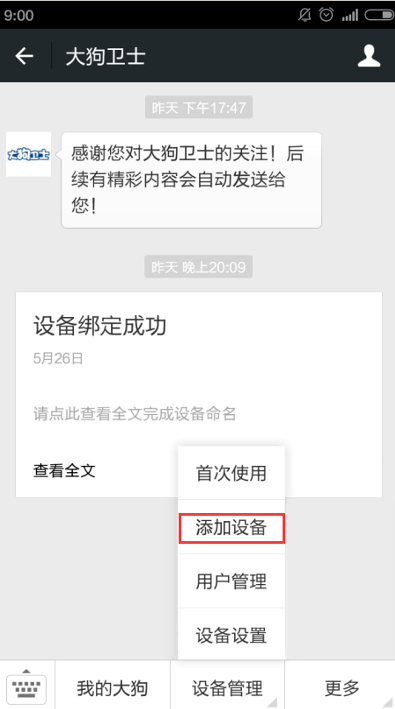 9:00
大狗卫士
昨天 下午17:47
大狗卫士
感谢您对大狗卫士的关注！后
续有精彩内容会自动发送给
您！
昨天 晚上20:09
设备绑定成功
5月26日
请点此查看全文完成设备命名
查看全文
首次使用
添加设备
用户管理
设备设置
我的大狗
设备管理
更多